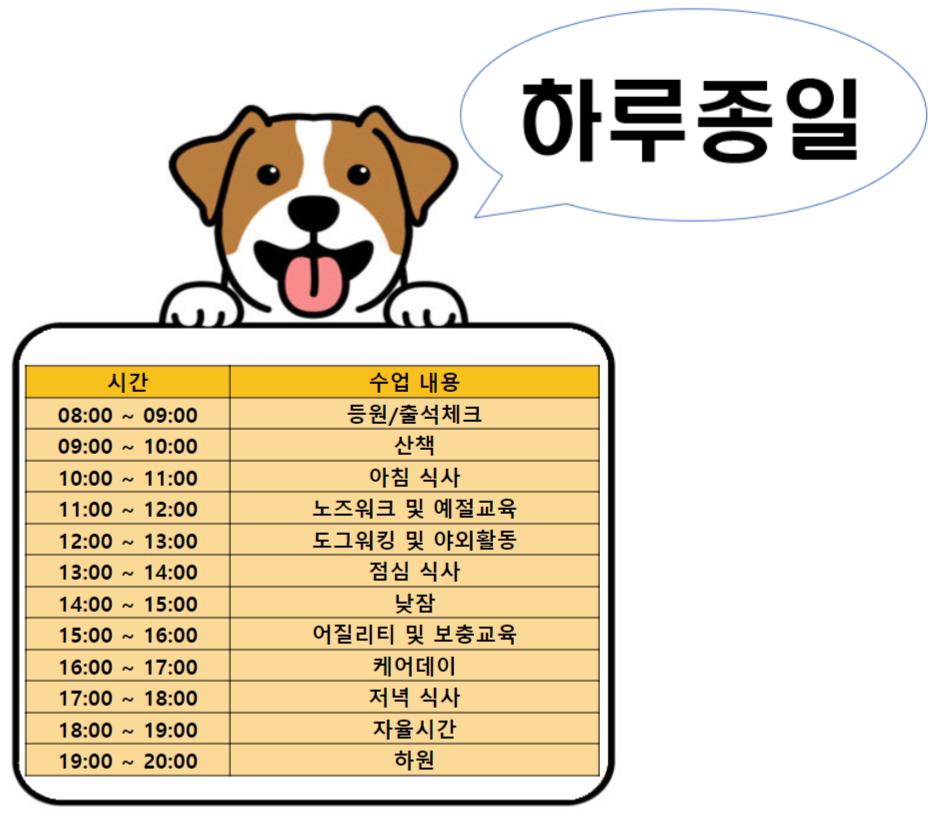 하루종일
시간 수업 내용
08:00 ~ 09:00 등원/출석체크
09:00 ~ 10:00 산책
10:00 ~ 11:00 아침 식사
11:00 ~ 12:00 노즈워크 및 예절교육
12:00 ~ 13:00 도그워킹 및 야외활동
13:00 ~ 14:00 점심 식사
14:00 ~ 15:00 낮잠
15:00 ~ 16:00 어질리티 및 보충교육
16:00 ~ 17:00 케어데이
17:00 ~ 18:00 저녁 식사
18:00 ~ 19:00 자율시간
19:00 ~ 20:00 하원